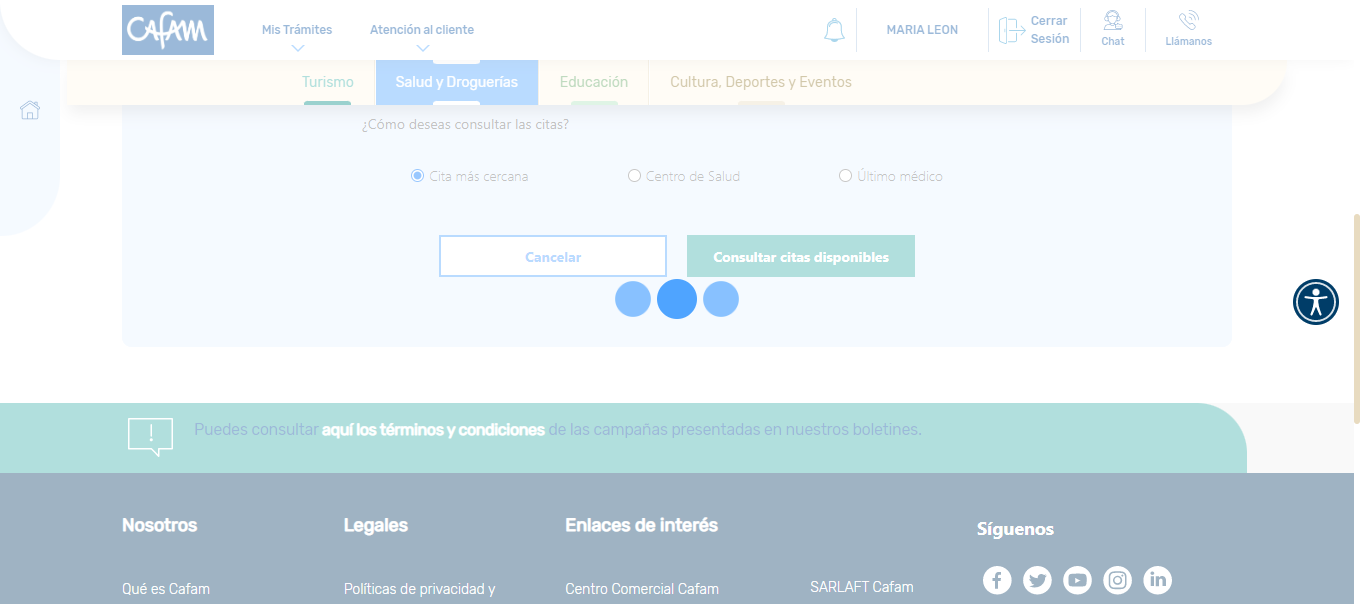 Cafam
Mis Trámites
Atención al cliente
MARIA LEON
Cerrar
Sesión
Chat
Llámanos
Turismo
Salud y Droguerías
Educación
Cultura, Deportes y Eventos
¿Cómo deseas consultar las citas?
Cita más cercana
Centro de Salud
Último médico
Cancelar
Consultar citas disponibles
Puedes consultar aquí los términos y condiciones de las campañas presentadas en nuestros boletines.
Nosotros
Legales
Enlaces de interés
Síguenos
Qué es Cafam
Políticas de privacidad y
Centro Comercial Cafam
SARLAFT Cafam